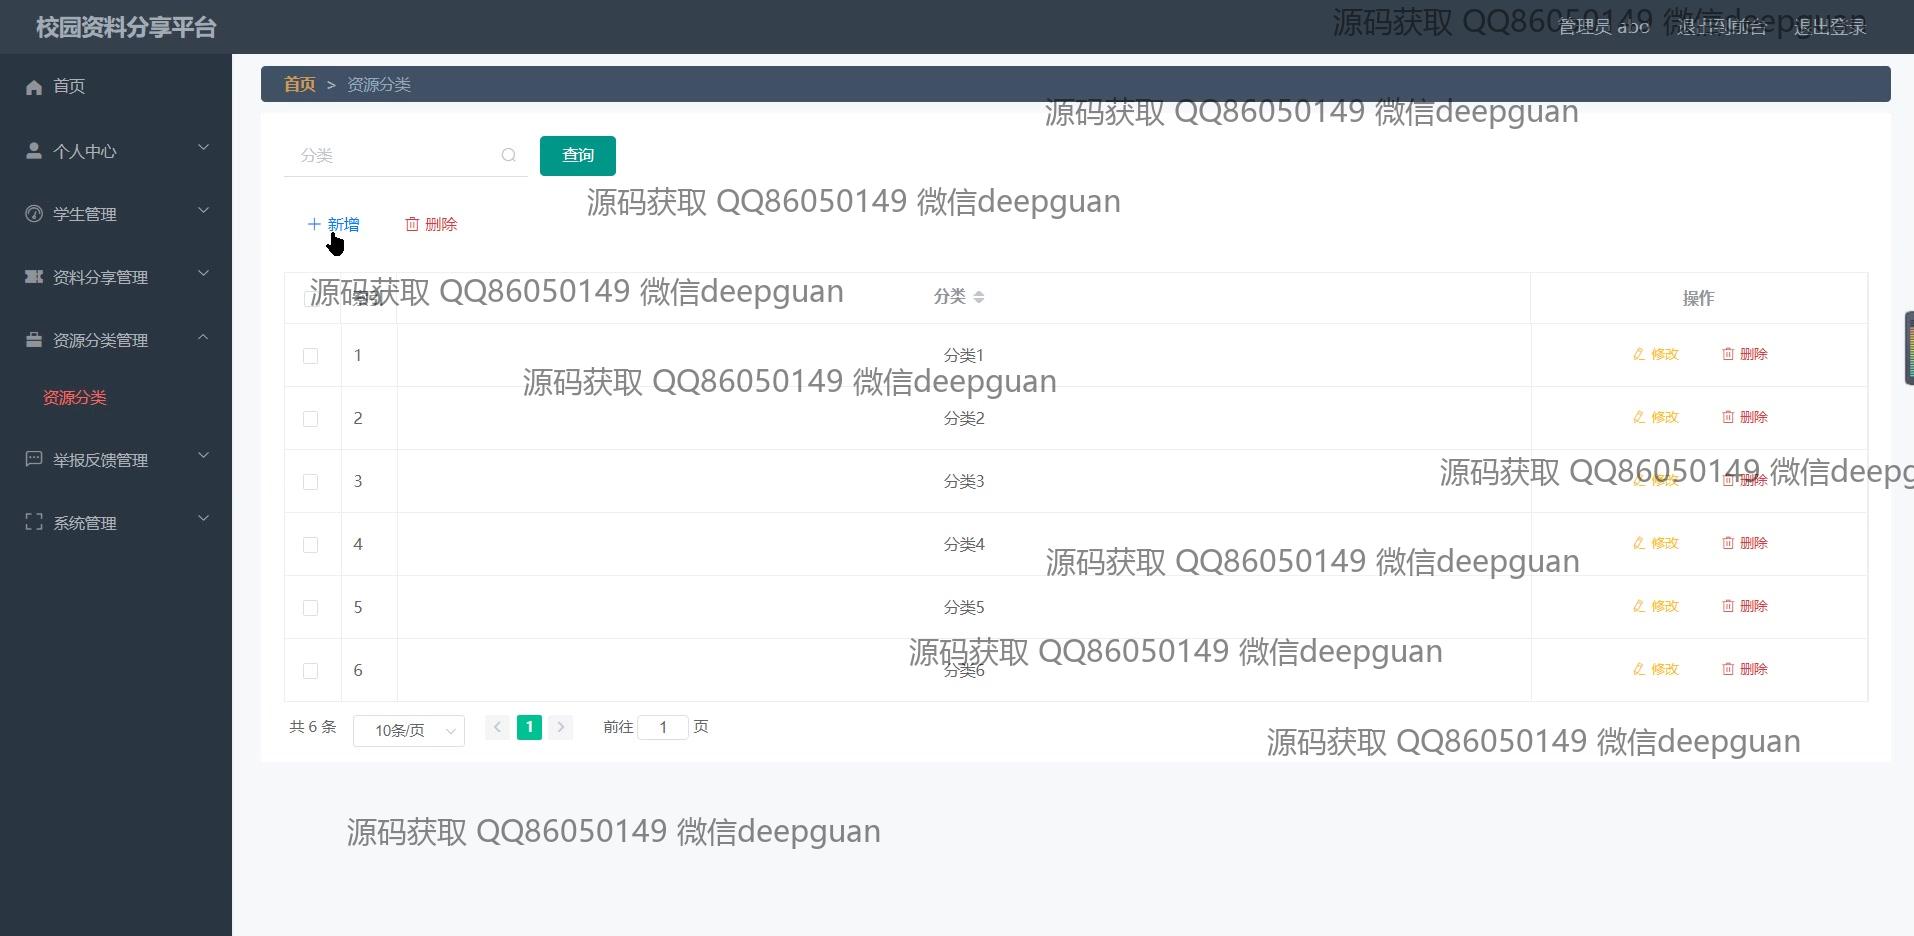 校园资料分享平台
管理员 abo 退出到前台 退出登录
源码获取 QQ86050149 微信deepguan
首页
个人中心
学生管理
资料分享管理
资源分类管理
资源分类
举报反馈管理
系统管理
首页 > 资源分类
源码获取 QQ86050149 微信deepguan
分类 查询
源码获取 QQ86050149 微信deepguan
新增 删除
源码获取 QQ86050149 微信deepguan
索引 分类 操作
1 分类1 修改 删除
源码获取 QQ86050149 微信deepguan
2 分类2 修改 删除
源码获取 QQ86050149 微信deepg
3 分类3 修改 删除
4 分类4 修改 删除
源码获取 QQ86050149 微信deepguan
5 分类5 修改 删除
源码获取 QQ86050149 微信deepguan
6 分类6 修改 删除
共 6 条 10条/页 1 前往 1 页
源码获取 QQ86050149 微信deepguan
源码获取 QQ86050149 微信deepguan